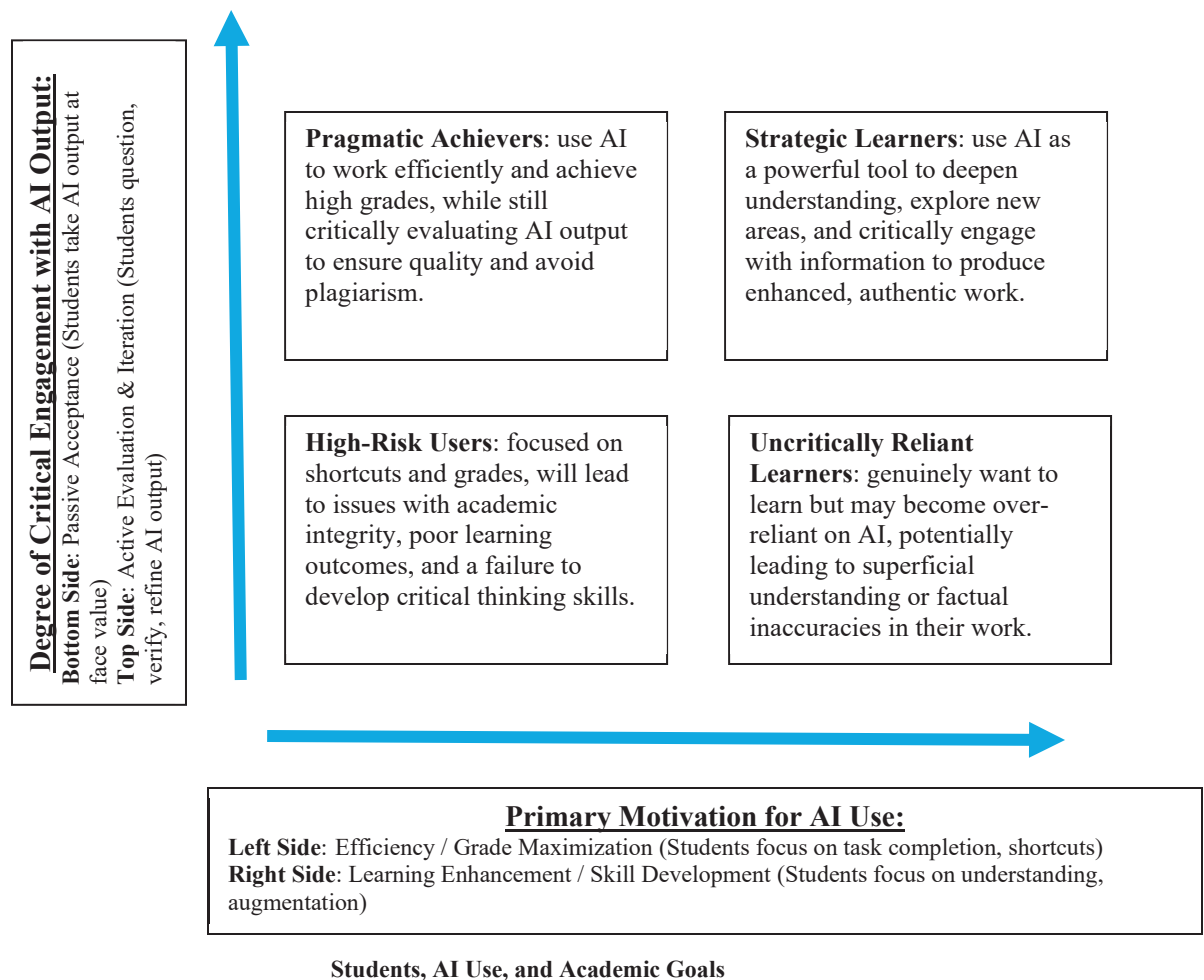 Degree of Critical Engagement with AI Output:
Bottom Side: Passive Acceptance (Students take AI output at
face value)
Top Side: Active Evaluation & Iteration (Students question,
verify, refine AI output)
Pragmatic Achievers: use AI
to work efficiently and achieve
high grades, while still
critically evaluating AI output
to ensure quality and avoid
plagiarism.
Strategic Learners: use AI as
a powerful tool to deepen
understanding, explore new
areas, and critically engage
with information to produce
enhanced, authentic work.
High-Risk Users: focused on
shortcuts and grades, will lead
to issues with academic
integrity, poor learning
outcomes, and a failure to
develop critical thinking skills.
Uncritically Reliant
Learners: genuinely want to
learn but may become over-
reliant on AI, potentially
leading to superficial
understanding or factual
inaccuracies in their work.
Primary Motivation for AI Use:
Left Side: Efficiency / Grade Maximization (Students focus on task completion, shortcuts)
Right Side: Learning Enhancement / Skill Development (Students focus on understanding,
augmentation)
Students, AI Use, and Academic Goals